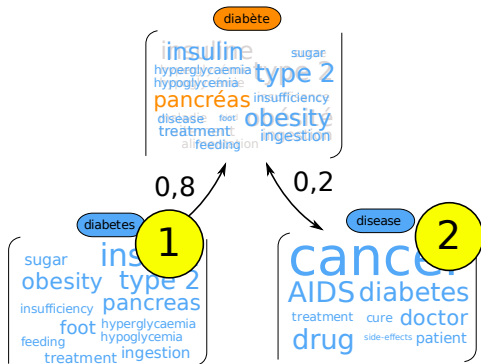 diabète
insulin
sugar
hyperglycaemia
type 2
hypoglycemia
pancréas
insufficiency
disease
foot
obésity
treatment
ingestion
feeding
0,8
0,2
diabetes
1
sugar
ins
obesity
type 2
insufficiency
pancreas
foot
hyperglycaemia
hypoglycemia
feeding
treatment
ingestion
disease
2
cancer
AIDS
diabetes
treatment
cure
doctor
drug
side-effects
patient